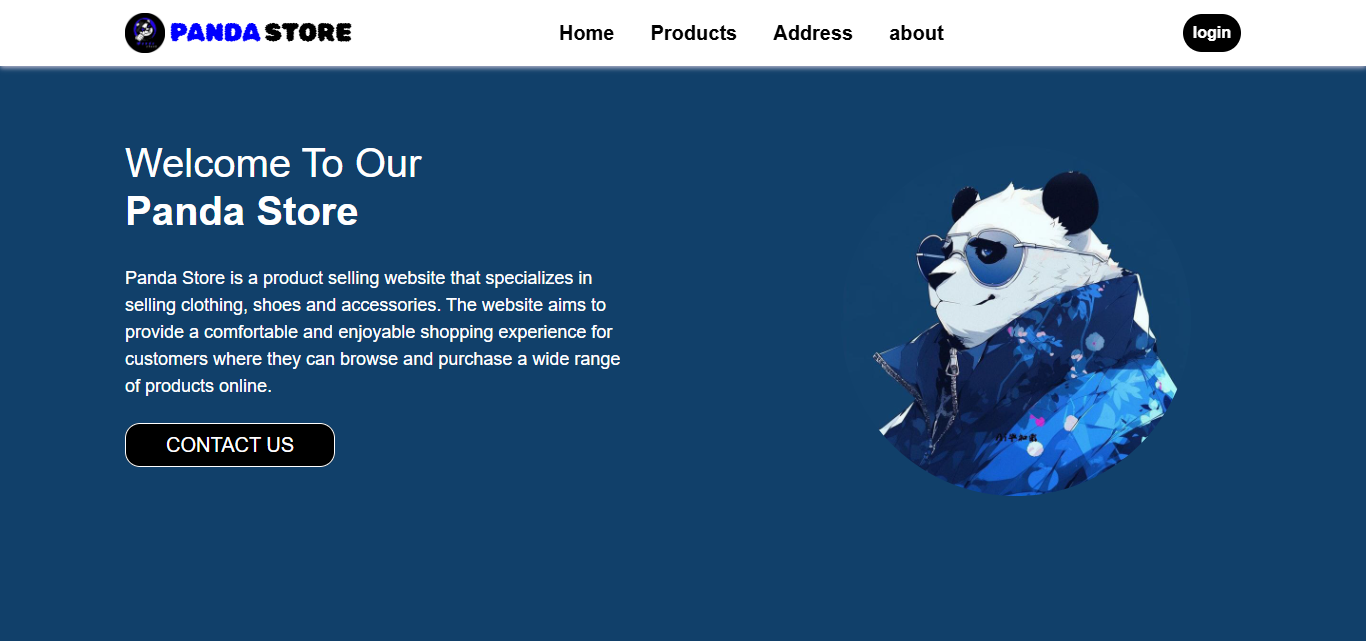 PANDA STORE
Home
Products
Address
about
login
Welcome To Our
Panda Store
Panda Store is a product selling website that specializes in
selling clothing, shoes and accessories. The website aims to
provide a comfortable and enjoyable shopping experience for
customers where they can browse and purchase a wide range
of products online.
CONTACT US